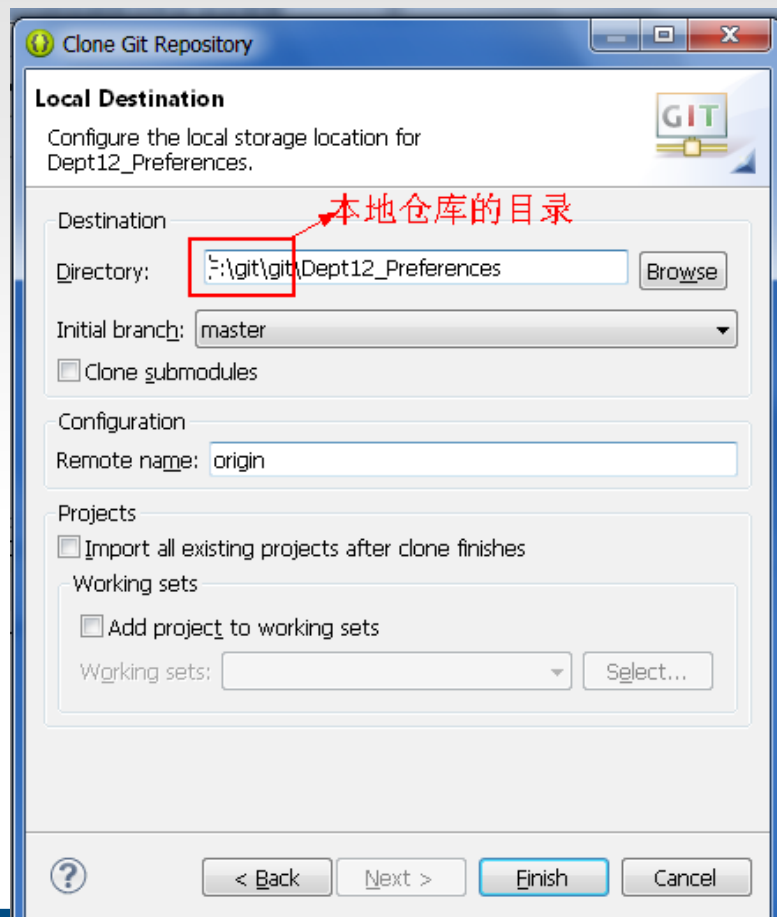 Clone Git Repository
Local Destination
Configure the local storage location for
Dept12_Preferences.
GIT
本地仓库的目录
Destination
Directory: :\git\git\Dept12_Preferences Browse
Initial branch: master
Clone submodules
Configuration
Remote name: origin
Projects
Import all existing projects after clone finishes
Working sets
Add project to working sets
Working sets: Select...
? < Back Next > Finish Cancel